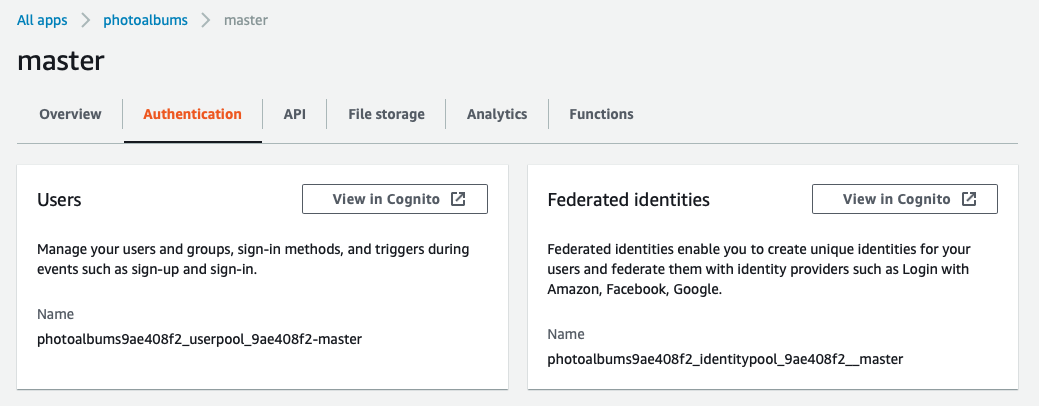 All apps > photoalbums > master
master
Overview Authentication API File storage Analytics Functions
Users View in Cognito
Manage your users and groups, sign-in methods, and triggers during
events such as sign-up and sign-in.
Name
photoalbums9ae408f2_userpool_9ae408f2-master
Federated identities View in Cognito
Federated identities enable you to create unique identities for your
users and federate them with identity providers such as Login with
Amazon, Facebook, Google.
Name
photoalbums9ae408f2_identitypool_9ae408f2__master